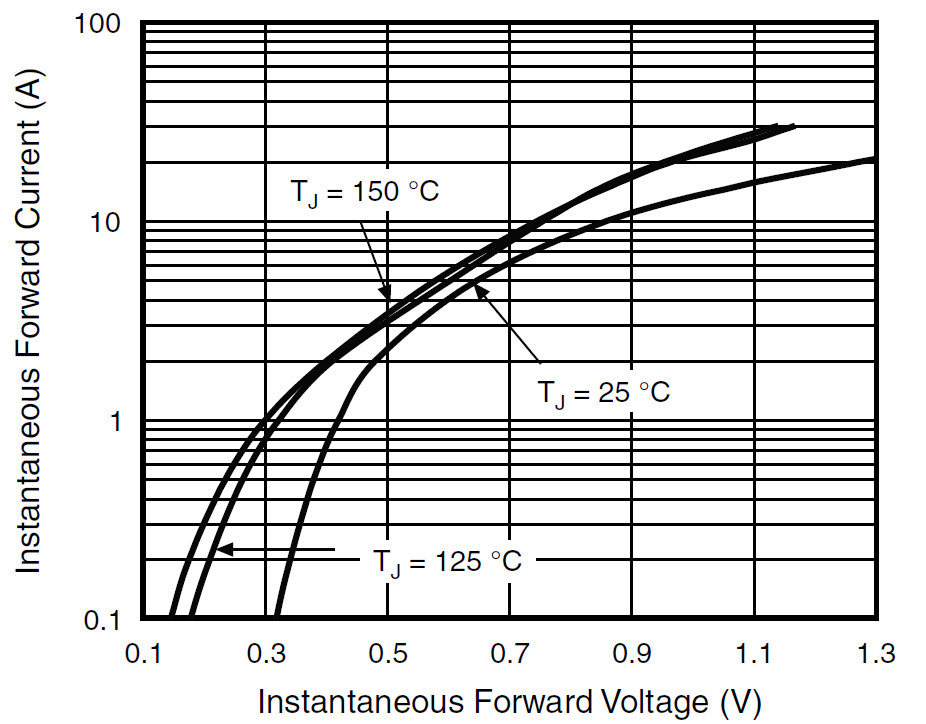 100
10
1
0.1
Instantaneous Forward Current (A)
TJ = 150 °C
TJ = 25 °C
TJ = 125 °C
0.1 0.3 0.5 0.7 0.9 1.1 1.3
Instantaneous Forward Voltage (V)